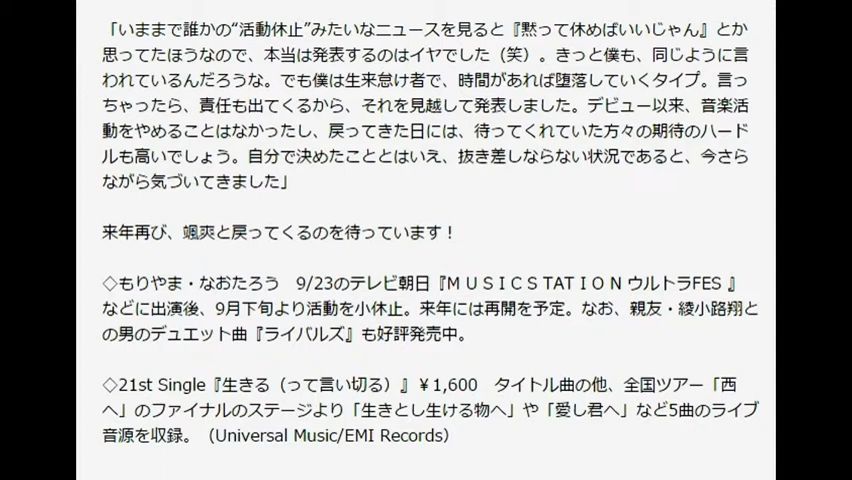 「いままで誰かの“活動休止”みたいなニュースを見ると『黙って休めばいいじゃん』とか
思ってたほうなので、本当は発表するのはイヤでした（笑）。きっと僕も、同じように言
われているんだろうな。でも僕は生来怠け者で、時間があれば堕落していくタイプ。言っ
ちゃったら、責任も出てくるから、それを見越して発表しました。デビュー以来、音楽活
動をやめることはなかったし、戻ってきた日には、待ってくれていた方々の期待のハード
ルも高いでしょう。自分で決めたこととはいえ、抜き差しならない状況であると、今さら
ながら気づいてきました」
来年再び、颯爽と戻ってくるのを待っています！
◇もりやま・なおたろう　9/23のテレビ朝日『ＭＵＳＩＣＳＴＡＴＩＯＮ ウルトラFES 』
などに出演後、9月下旬より活動を小休止。来年には再開を予定。なお、親友・綾小路翔と
の男のデュエット曲『ライバルズ』も好評発売中。
◇21st Single『生きる（って言い切る）』￥1,600　タイトル曲の他、全国ツアー「西
へ」のファイナルのステージより「生きとし生ける物へ」や「愛し君へ」など5曲のライブ
音源を収録。（Universal Music/EMI Records）